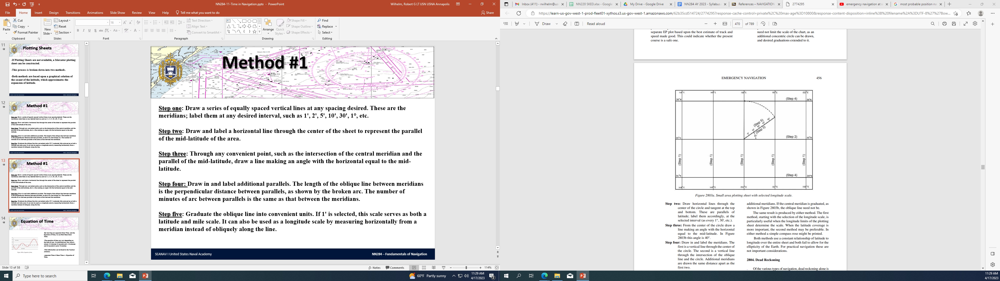 NN284-11-Time in Navigation.pptx - PowerPoint
Wilhelm, Robert G LT USN USNA Annapolis
File Home Insert Design Transitions Animations Slide Show Review View Help Tell me what you want to do Share
Paste
Cut
Copy
Format Painter
Clipboard
New Slide
Layout
Reset
Section
Slides
16
Font
Text Direction
Align Text
Convert to SmartArt
Paragraph
Arrange
Quick Styles
Shape Fill
Shape Outline
Shape Effects
Drawing
Find
Replace
Select
Editing
11
Plotting Sheets
-If Plotting Sheets are not available, a Mercator plotting
sheet can be constructed.
-This process is broken down into two methods.
-Both methods are based upon a graphical solution of
the secant of the latitude, which approximates the
expansion of latitude.
12
Method #1
13
Method #1
14
Equation of Time
-By knowing our Apparent Solar Time and the
Equation of Time, we can find Mean Solar
Time.
Method #1
Step one: Draw a series of equally spaced vertical lines at any spacing desired. These are the
meridians; label them at any desired interval, such as 1', 2', 5', 10', 30', 1°, etc.
Step two: Draw and label a horizontal line through the center of the sheet to represent the parallel
of the mid-latitude of the area.
Step three: Through any convenient point, such as the intersection of the central meridian and the
parallel of the mid-latitude, draw a line making an angle with the horizontal equal to the mid-
latitude.
Step four: Draw in and label additional parallels. The length of the oblique line between meridians
is the perpendicular distance between parallels, as shown by the broken arc. The number of
minutes of arc between parallels is the same as that between the meridians.
Step five: Graduate the oblique line into convenient units. If 1' is selected, this scale serves as both a
latitude and mile scale. It can also be used as a longitude scale by measuring horizontally from a
meridian instead of obliquely along the line.
SEANAV I United States Naval Academy
NN284 – Fundamentals of Navigation
Slide 13 of 58
Notes
Comments
114%
Type here to search
60°F Partly sunny
11:29 AM
4/17/2023
Inbox (411) - rwilhelm@us
NN220 SKED.xlsx - Google
My Drive - Google Drive
NN284 AY 2023 - Syllabus
References – NAVIGATION
2774295
emergency navigation at s
most probable position na
https://learn-us-gov-west-1-prod-fleet01-xythos.s3.us-gov-west-1.amazonaws.com/62b35cd514724/2774295?response-cache-control=private%2C%20max-age%3D10800&response-content-disposition=inline%3B%20filename%2A%3DUTF-8%27%27Bow...
Draw
Read aloud
470 of 789
separate EP plot based upon the best estimate of track and
speed made good. This could indicate whether the present
course is a safe one.
need not limit the scale of the chart, as an
additional concentric circle can be drawn,
and desired graduations extended to it.
EMERGENCY NAVIGATION
456
148°E 149°E 150°E 151°E 152°E
36°N (Step 4) 36°N
(Step 5)
(Step 3)
35°N (Step 2) 35°N
(Step 1) (Step 1) (Step 1) (Step 1) (Step 1)
34°N (Step 4) 34°N
148°E 149°E 150°E 151°E 152°E
Figure 2803a. Small area plotting sheet with selected longitude scale.
Step two: Draw horizontal lines through the
center of the circle and tangent at the top
and bottom. These are parallels of
latitude; label them accordingly, at the
selected interval (as every 1°, 30', etc.).
Step three: From the center of the circle draw a
line making an angle with the horizontal
equal to the mid-latitude. In Figure
2803b this angle is 40°.
Step four: Draw in and label the meridians. The
first is a vertical line through the center of
the circle. The second is a vertical line
through the intersection of the oblique
line and the circle. Additional meridians
are drawn the same distance apart as the
first two.
additional meridians. If the central meridian is graduated, as
shown in Figure 2803b, the oblique line need not be.
The same result is produced by either method. The first
method, starting with the selection of the longitude scale, is
particularly useful when the longitude limits of the plotting
sheet determine the scale. When the latitude coverage is
more important, the second method may be preferable. In
either method a simple compass rose might be printed.
Both methods use a constant relationship of latitude to
longitude over the entire sheet and both fail to allow for the
ellipticity of the Earth. For practical navigation these are
not important considerations.
2804. Dead Reckoning
Of the various types of navigation, dead reckoning alone is
11:29 AM
4/17/2023